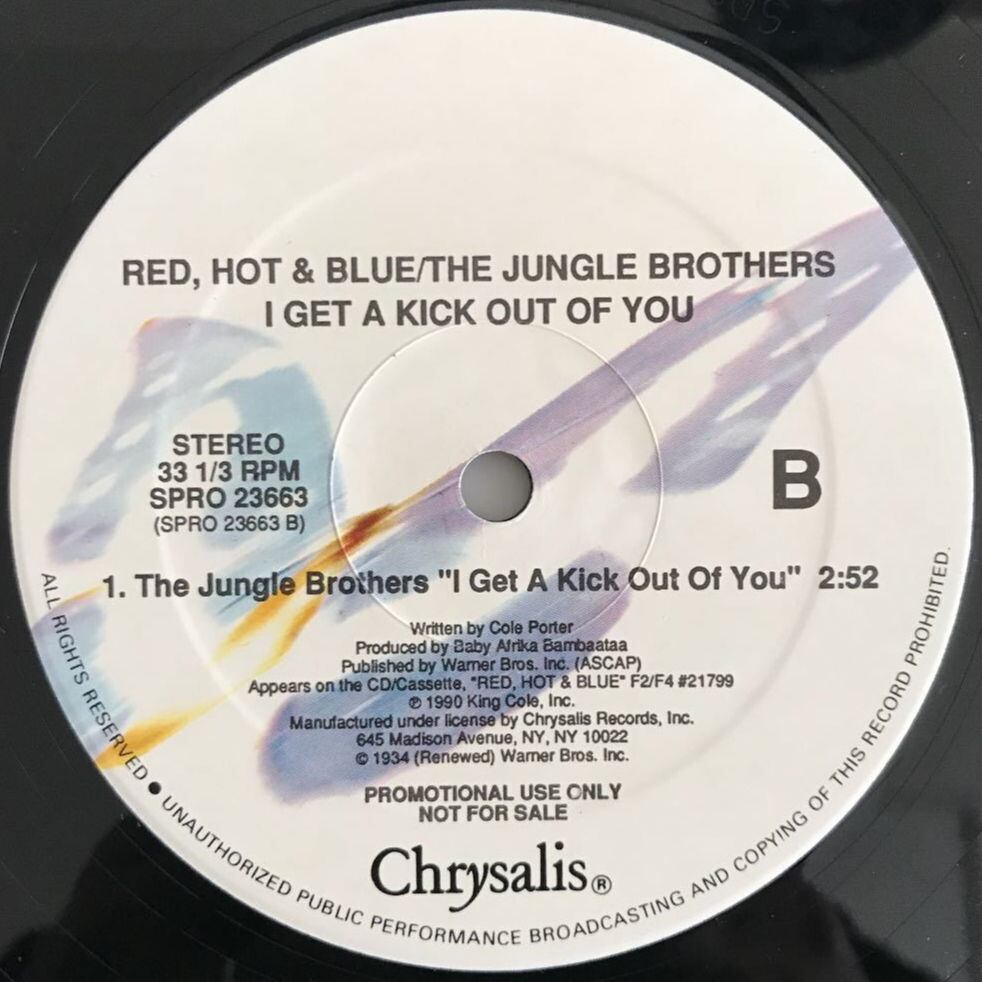 RED, HOT & BLUE/THE JUNGLE BROTHERS
I GET A KICK OUT OF YOU
STEREO
33 1/3 RPM
SPRO 23663
(SPRO 23663 B)
B
1. The Jungle Brothers "I Get A Kick Out Of You" 2:52
Written by Cole Porter
Produced by Baby Afrika Bambaataa
Published by Warner Bros. Inc. (ASCAP)
Appears on the CD/Cassette, "RED, HOT & BLUE" F2/F4 #21799
℗ 1990 King Cole, Inc.
Manufactured under license by Chrysalis Records, Inc.
645 Madison Avenue, NY, NY 10022
© 1934 (Renewed) Warner Bros. Inc.
PROMOTIONAL USE ONLY
NOT FOR SALE
Chrysalis®
ALL RIGHTS RESERVED • UNAUTHORIZED PUBLIC PERFORMANCE BROADCASTING AND COPYING OF THIS RECORD PROHIBITED.